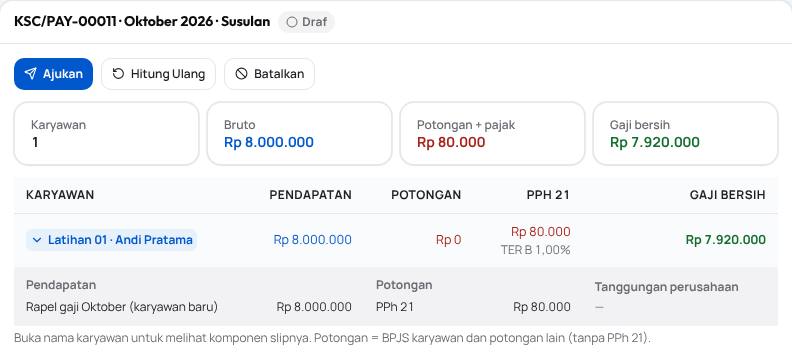 KSC/PAY-00011 · Oktober 2026 · Susulan Draf
Ajukan Hitung Ulang Batalkan
Karyawan Bruto Potongan + pajak Gaji bersih
1 Rp 8.000.000 Rp 80.000 Rp 7.920.000
KARYAWAN PENDAPATAN POTONGAN PPH 21 GAJI BERSIH
Latihan 01 · Andi Pratama Rp 8.000.000 Rp 0 Rp 80.000 Rp 7.920.000
TER B 1,00%
Pendapatan Potongan Tanggungan perusahaan
Rapel gaji Oktober (karyawan baru) Rp 8.000.000 PPh 21 Rp 80.000 —
Buka nama karyawan untuk melihat komponen slipnya. Potongan = BPJS karyawan dan potongan lain (tanpa PPh 21).